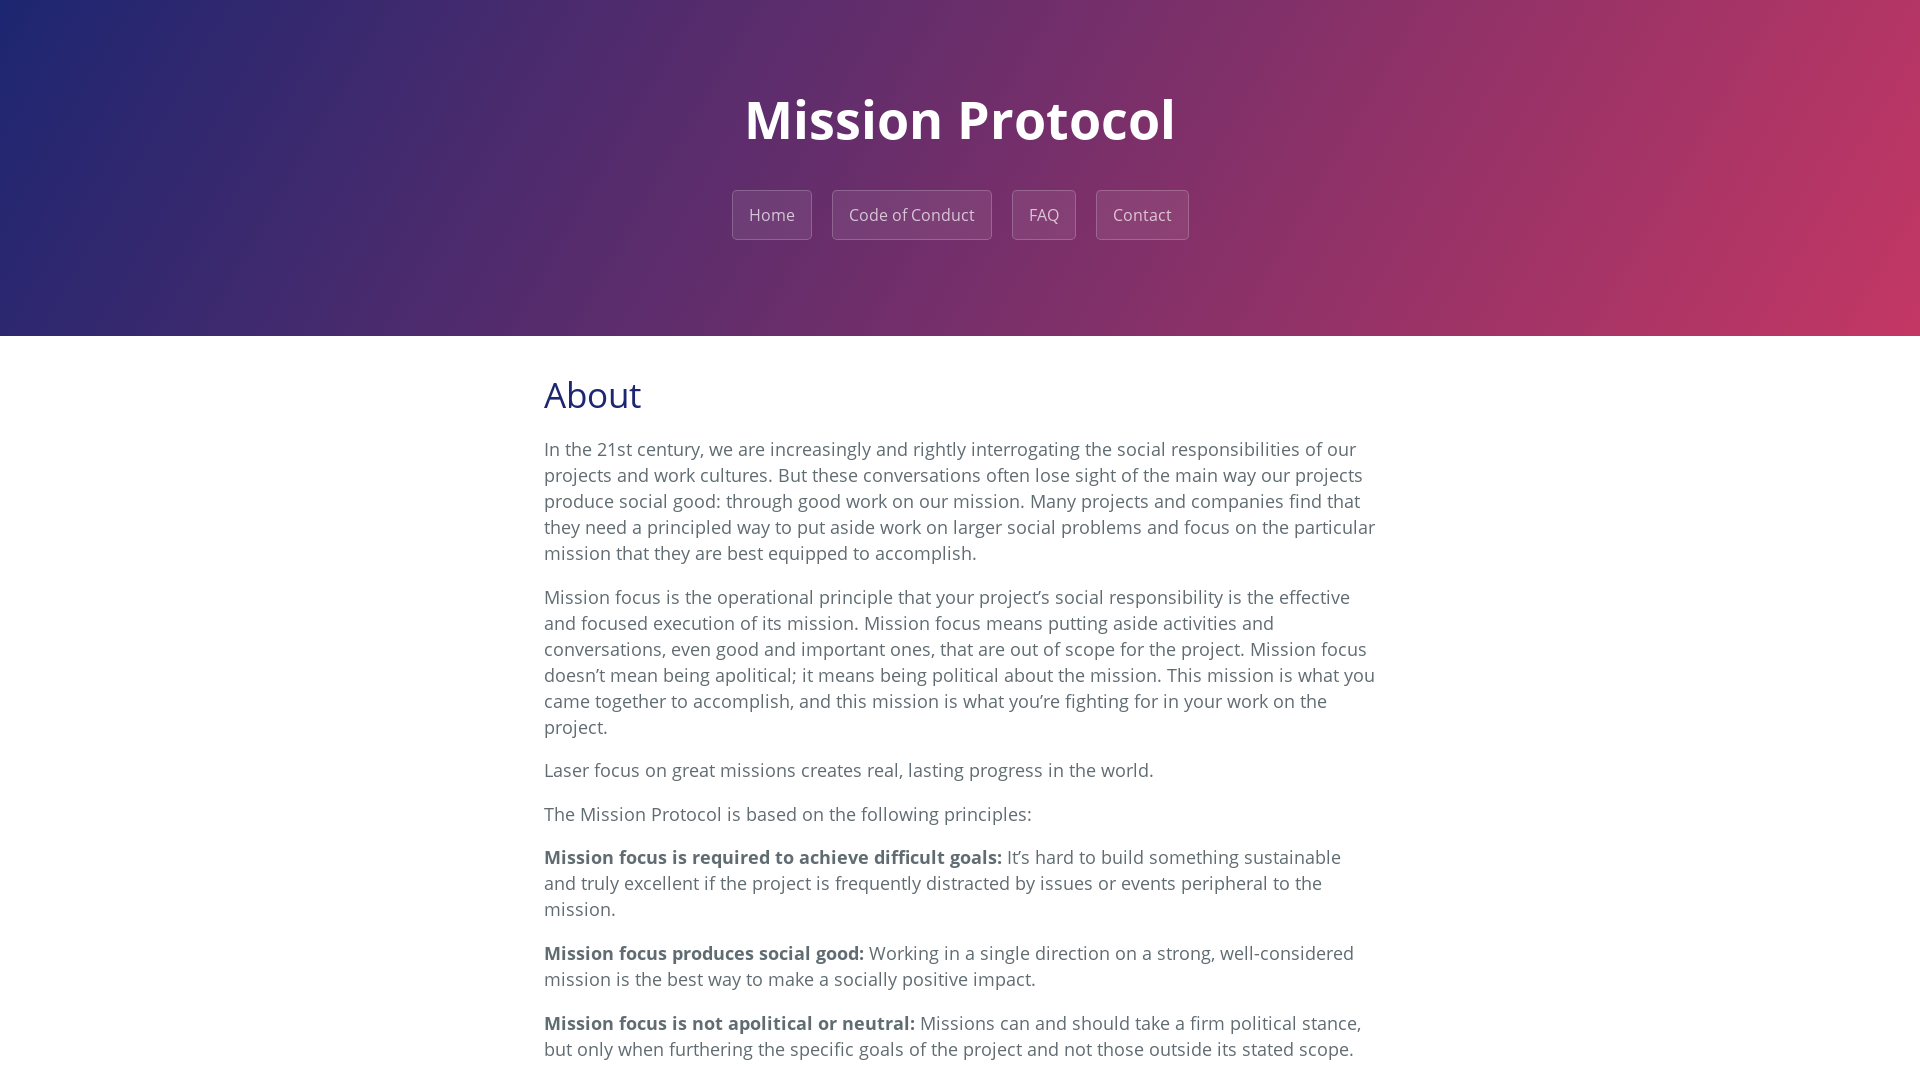 Mission Protocol
Home
Code of Conduct
FAQ
Contact
About
In the 21st century, we are increasingly and rightly interrogating the social responsibilities of our
projects and work cultures. But these conversations often lose sight of the main way our projects
produce social good: through good work on our mission. Many projects and companies find that
they need a principled way to put aside work on larger social problems and focus on the particular
mission that they are best equipped to accomplish.
Mission focus is the operational principle that your project’s social responsibility is the effective
and focused execution of its mission. Mission focus means putting aside activities and
conversations, even good and important ones, that are out of scope for the project. Mission focus
doesn’t mean being apolitical; it means being political about the mission. This mission is what you
came together to accomplish, and this mission is what you’re fighting for in your work on the
project.
Laser focus on great missions creates real, lasting progress in the world.
The Mission Protocol is based on the following principles:
Mission focus is required to achieve difficult goals: It’s hard to build something sustainable
and truly excellent if the project is frequently distracted by issues or events peripheral to the
mission.
Mission focus produces social good: Working in a single direction on a strong, well-considered
mission is the best way to make a socially positive impact.
Mission focus is not apolitical or neutral: Missions can and should take a firm political stance,
but only when furthering the specific goals of the project and not those outside its stated scope.